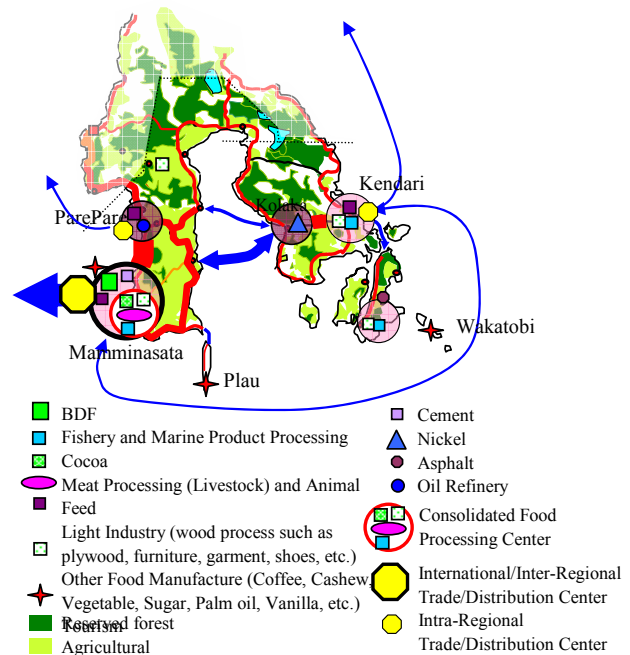 Kendari
Kolaka
ParePare
Wakatobi
Maminasata
Plau
BDF
Fishery and Marine Product Processing
Cocoa
Meat Processing (Livestock) and Animal
Feed
Light Industry (wood process such as
plywood, furniture, garment, shoes, etc.)
Other Food Manufacture (Coffee, Cashew,
Vegetable, Sugar, Palm oil, Vanilla, etc.)
Reserved forest
Tourism
Agricultural
Cement
Nickel
Asphalt
Oil Refinery
Consolidated Food
Processing Center
International/Inter-Regional
Trade/Distribution Center
Intra-Regional
Trade/Distribution Center